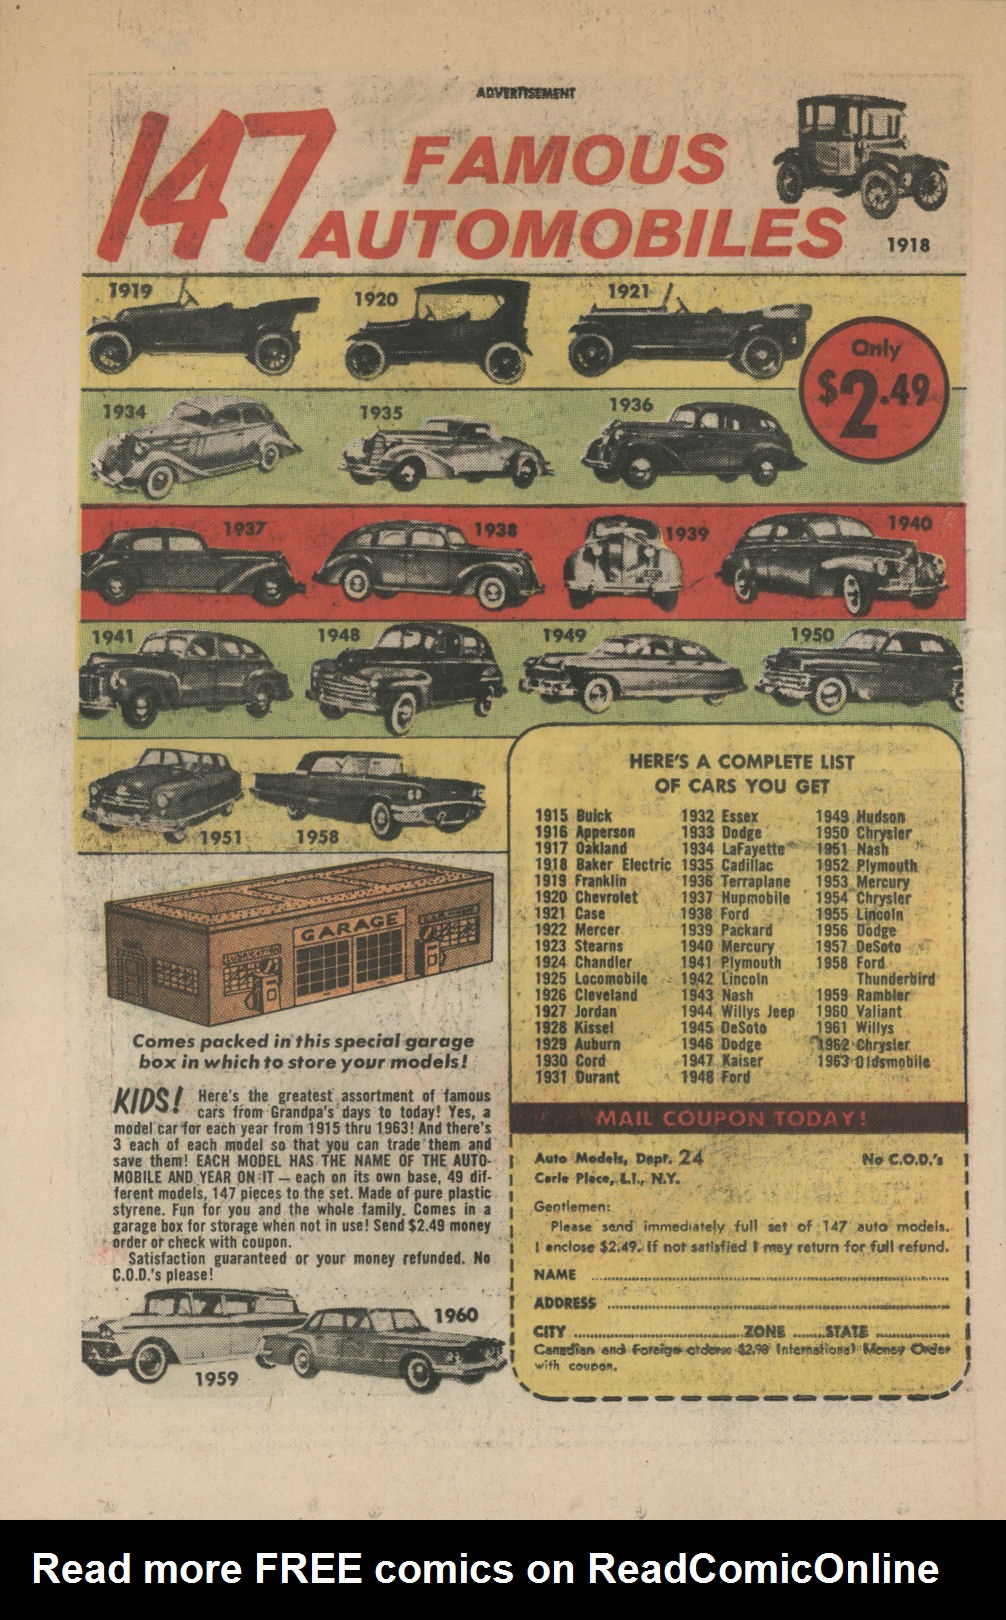 ADVERTISEMENT
147 FAMOUS
AUTOMOBILES
1918
1919
1920
1921
Only
$2.49
1934
1935
1936
1937
1938
1939
1940
1941
1948
1949
1950
1951
1958
GARAGE
LUBRICATION
Comes packed in this special garage
box in which to store your models!
KIDS! Here's the greatest assortment of famous
cars from Grandpa's days to today! Yes, a
model car for each year from 1915 thru 1963! And there's
3 each of each model so that you can trade them and
save them! EACH MODEL HAS THE NAME OF THE AUTO-
MOBILE AND YEAR ON IT — each on its own base, 49 dif-
ferent models, 147 pieces to the set. Made of pure plastic
styrene. Fun for you and the whole family. Comes in a
garage box for storage when not in use! Send $2.49 money
order or check with coupon.
Satisfaction guaranteed or your money refunded. No
C.O.D.'s please!
1959
1960
HERE'S A COMPLETE LIST
OF CARS YOU GET
1915 Buick
1916 Apperson
1917 Oakland
1918 Baker Electric
1919 Franklin
1920 Chevrolet
1921 Case
1922 Mercer
1923 Stearns
1924 Chandler
1925 Locomobile
1926 Cleveland
1927 Jordan
1928 Kissel
1929 Auburn
1930 Cord
1931 Durant
1932 Essex
1933 Dodge
1934 LaFayette
1935 Cadillac
1936 Terraplane
1937 Hupmobile
1938 Ford
1939 Packard
1940 Mercury
1941 Plymouth
1942 Lincoln
1943 Nash
1944 Willys Jeep
1945 DeSoto
1946 Dodge
1947 Kaiser
1948 Ford
1949 Hudson
1950 Chrysler
1951 Nash
1952 Plymouth
1953 Mercury
1954 Chrysler
1955 Lincoln
1956 Dodge
1957 DeSoto
1958 Ford
Thunderbird
1959 Rambler
1960 Valiant
1961 Willys
1962 Chrysler
1963 Oldsmobile
MAIL COUPON TODAY!
Auto Models, Dept. 24 No C.O.D.'s
Carle Place, L.I., N.Y.
Gentlemen:
Please send immediately full set of 147 auto models.
I enclose $2.49. If not satisfied I may return for full refund.
NAME
ADDRESS
CITY ZONE STATE
Canadian and Foreign orders: $2.98 International Money Order
with coupon.
Read more FREE comics on ReadComicOnline